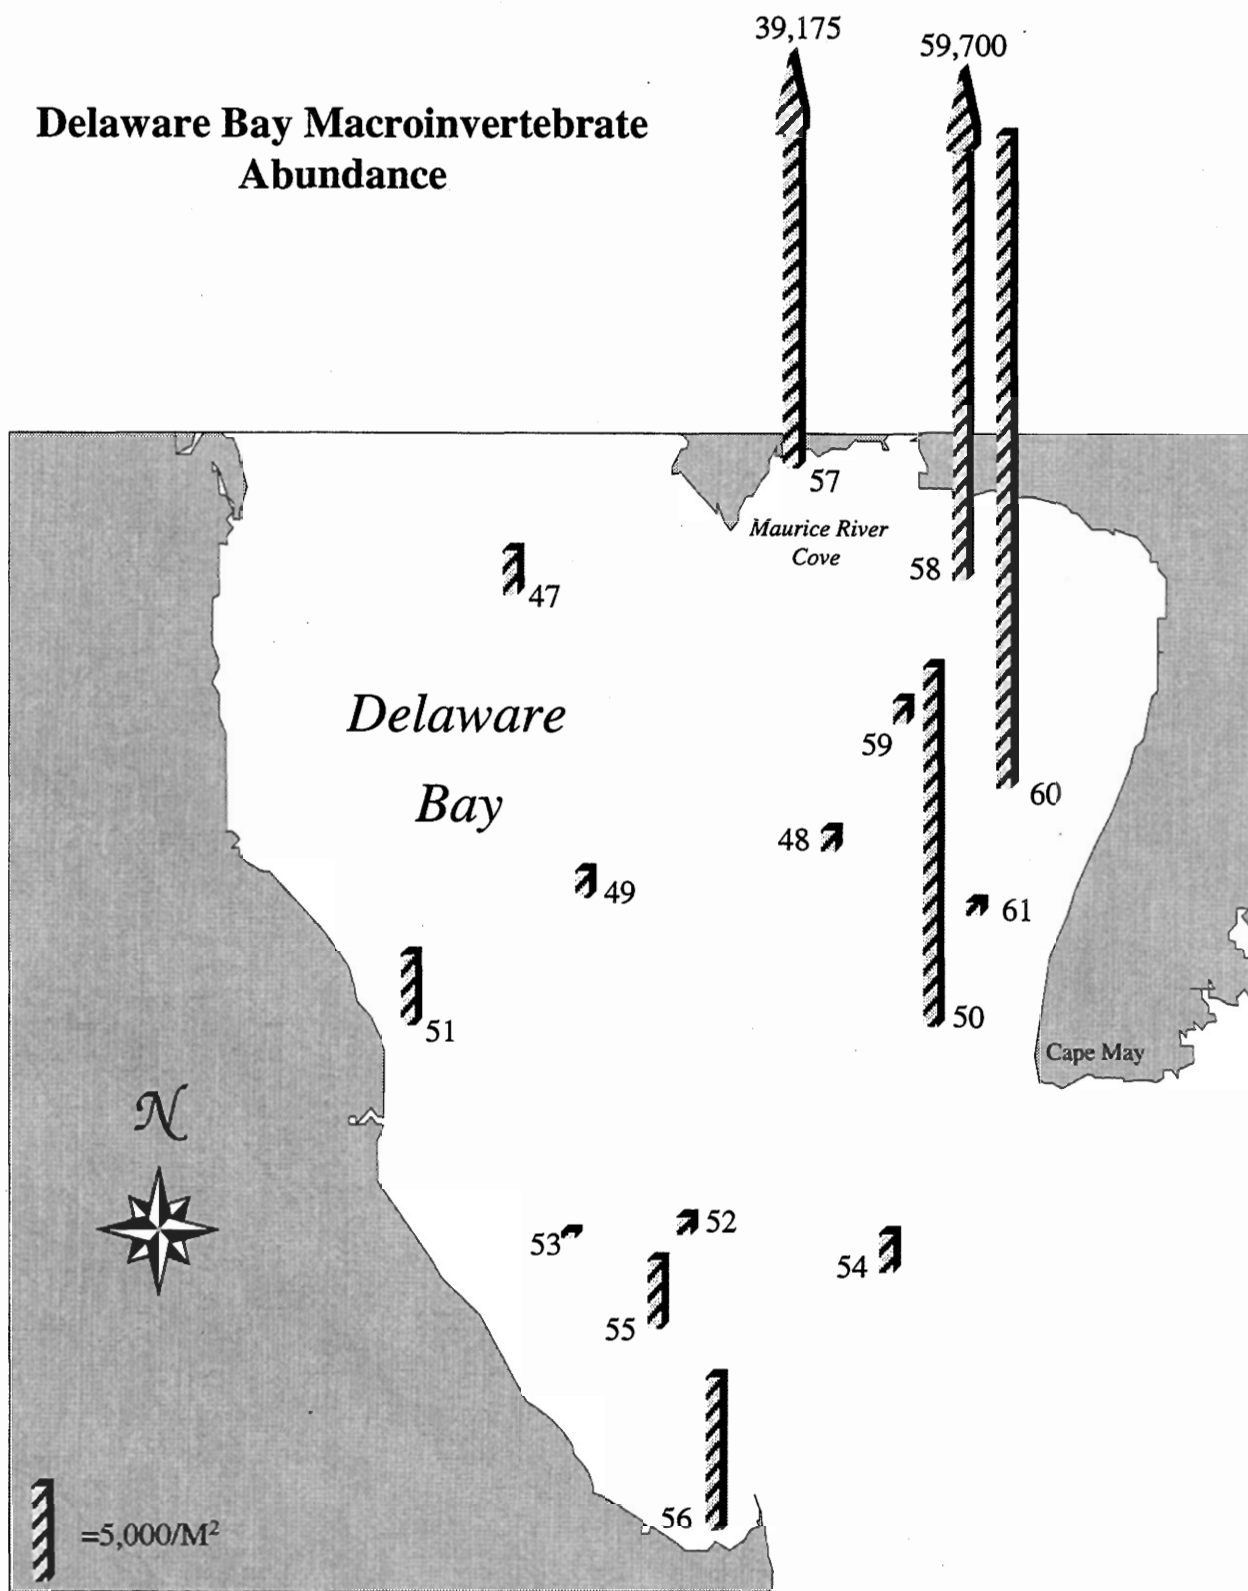 39,175
59,700
Delaware Bay Macroinvertebrate
Abundance
57
Maurice River
Cove
58
47
Delaware
Bay
59
60
48
49
61
51
50
Cape May
N
53
52
54
55
56
=5,000/M²